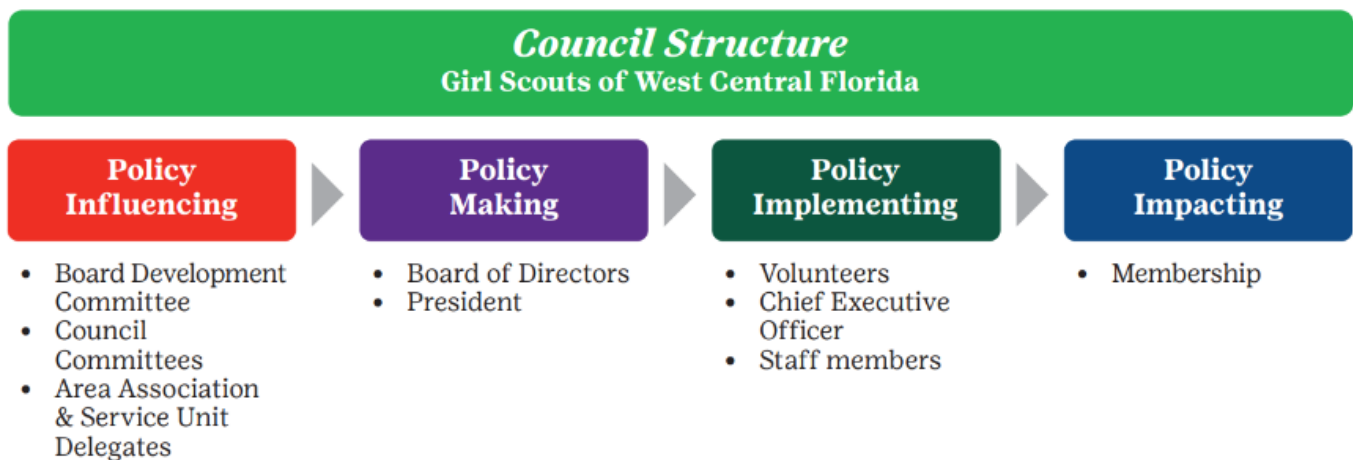 Council Structure
Girl Scouts of West Central Florida
Policy
Influencing
• Board Development
Committee
• Council
Committees
• Area Association
& Service Unit
Delegates
Policy
Making
• Board of Directors
• President
Policy
Implementing
• Volunteers
• Chief Executive
Officer
• Staff members
Policy
Impacting
• Membership